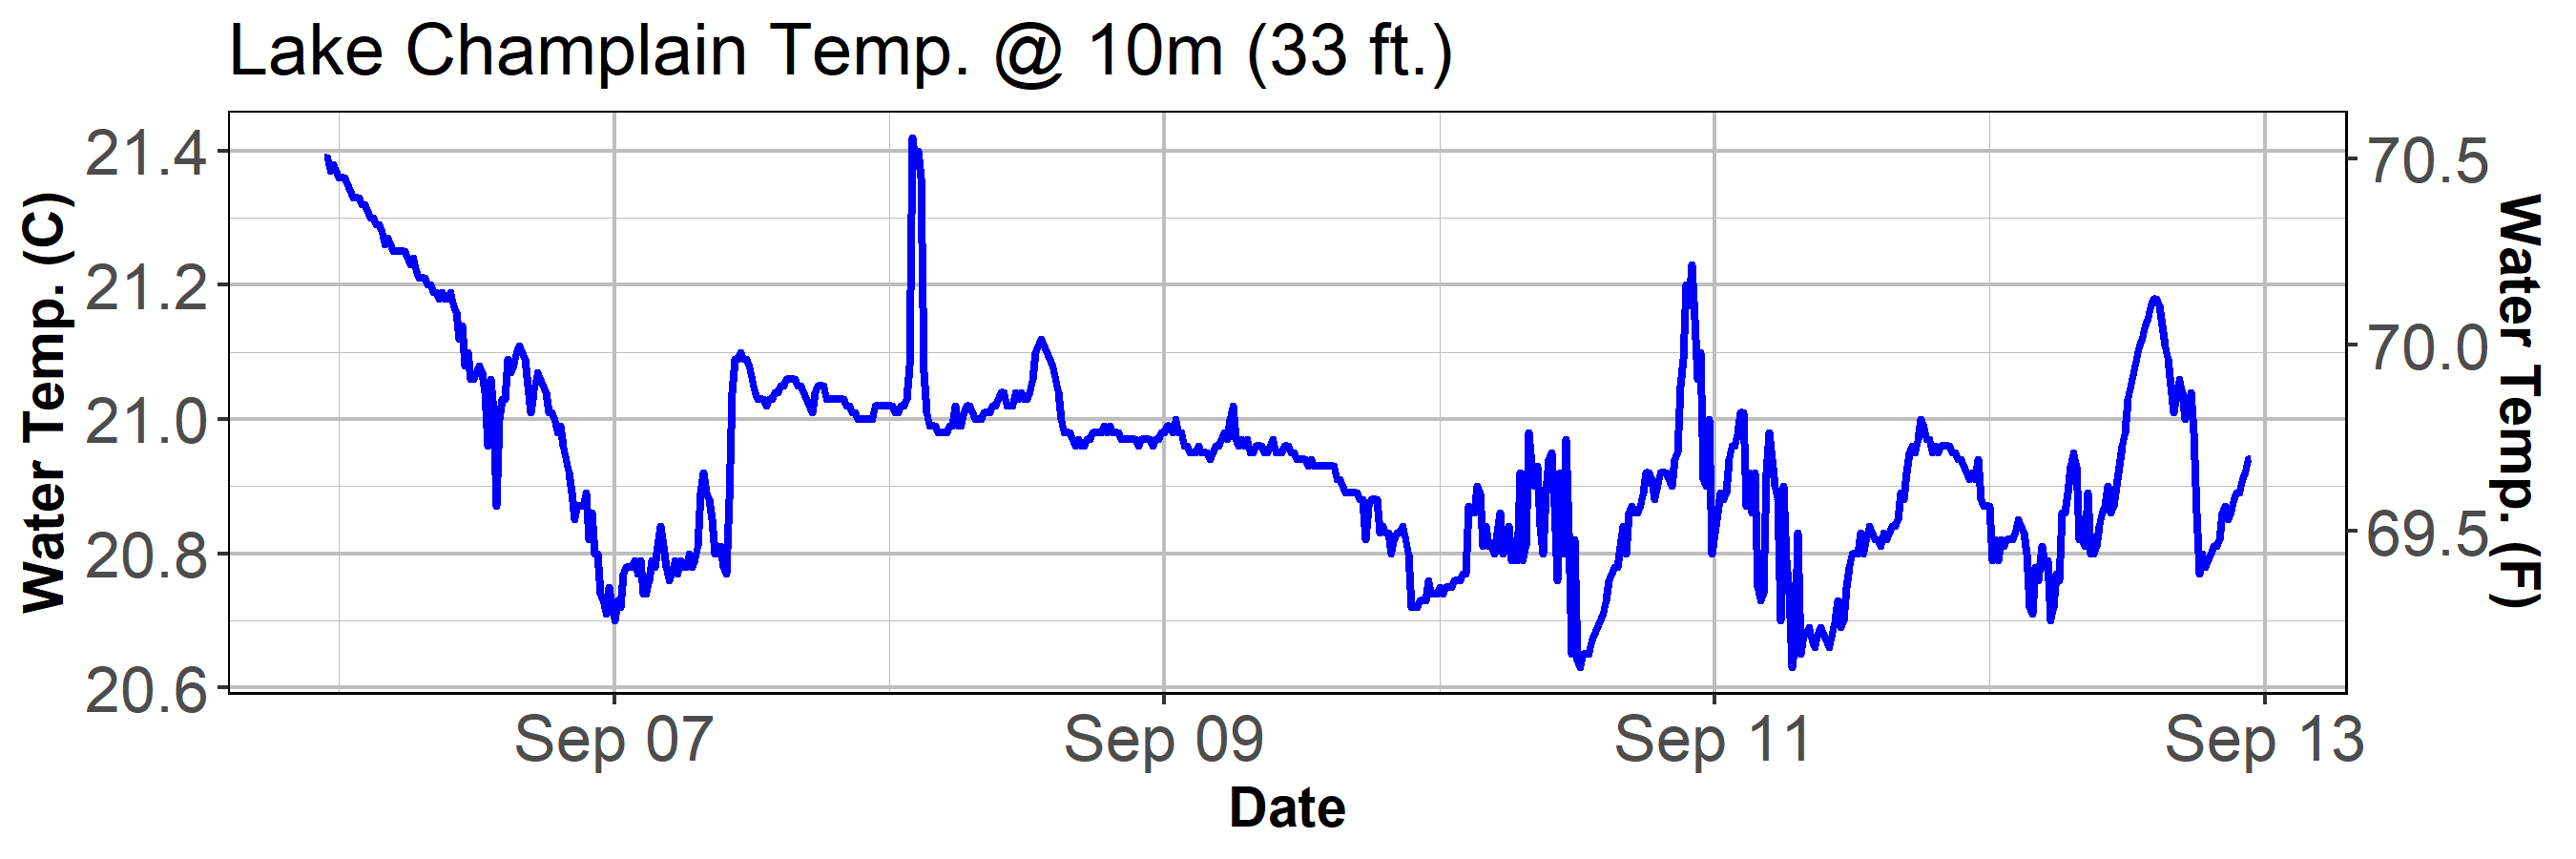 Lake Champlain Temp. @ 10m (33 ft.)
Water Temp. (C)
21.4
21.2
21.0
20.8
20.6
70.5
70.0
69.5
Water Temp. (F)
Sep 07
Sep 09
Sep 11
Sep 13
Date